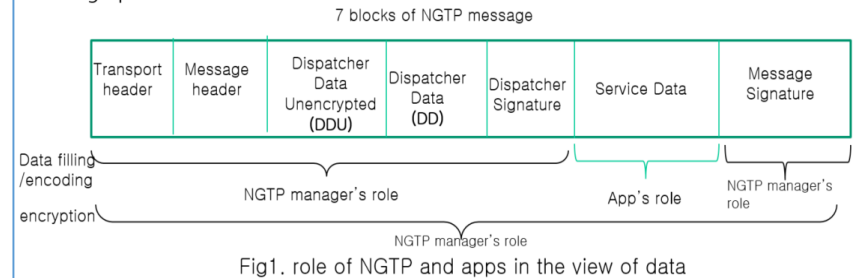 7 blocks of NGTP message
Transport
header
Message
header
Dispatcher
Data
Unencrypted
(DDU)
Dispatcher
Data
(DD)
Dispatcher
Signature
Service Data
Message
Signature
Data filling
/encoding
NGTP manager's role
App's role
NGTP manager's
role
encryption
NGTP manager's role
Fig1. role of NGTP and apps in the view of data